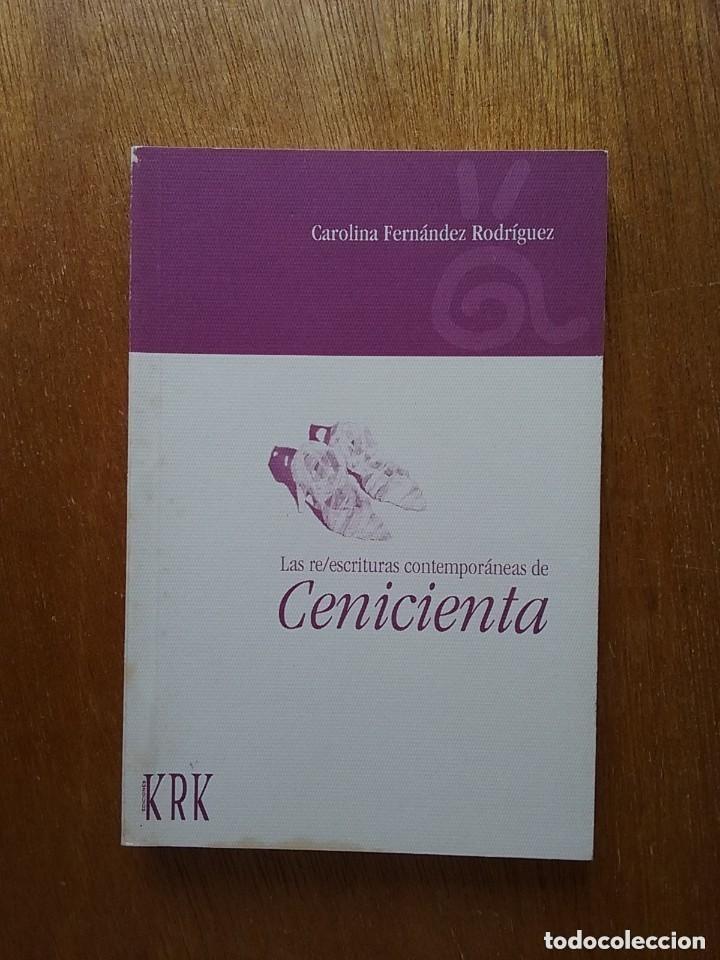 Carolina Fernández Rodríguez
Las re/escrituras contemporáneas de
Cenicienta
EDICIONES
KRK
todocoleccion